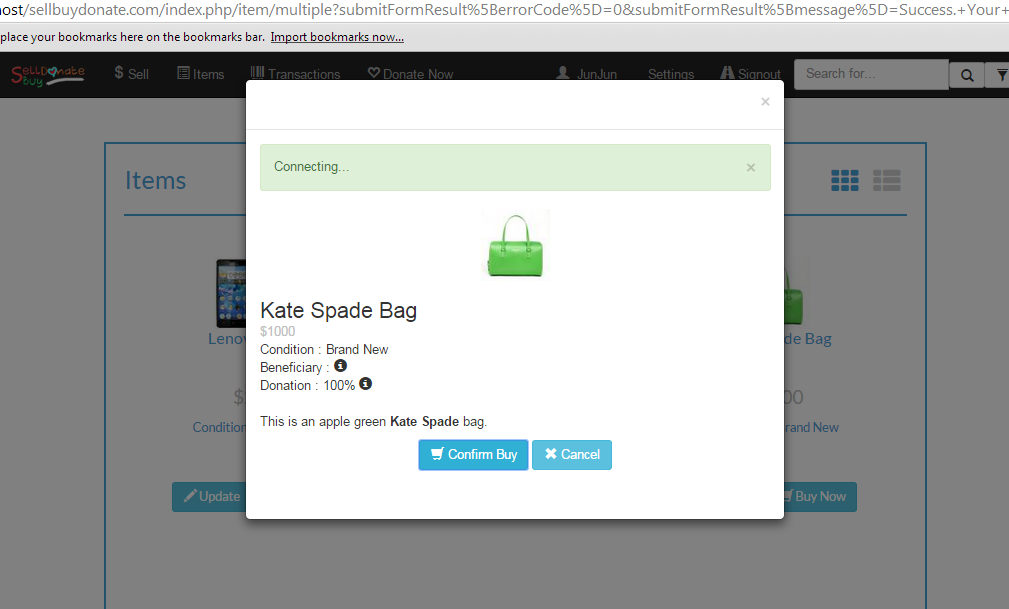 ost/sellbuydonate.com/index.php/item/multiple?submitFormResult%5BerrorCode%5D=0&submitFormResult%5Bmessage%5D=Success.+Your+
place your bookmarks here on the bookmarks bar. Import bookmarks now...
SellDonate
buy
$ Sell
Items
Transactions
Donate Now
JunJun
Settings
Signout
Search for...
×
Connecting...
×
Items
Kate Spade Bag
$1000
Condition : Brand New
Beneficiary :
Donation : 100%
This is an apple green Kate Spade bag.
Confirm Buy
Cancel
Lenov
de Bag
$
00
Condition
rand New
Update
Buy Now